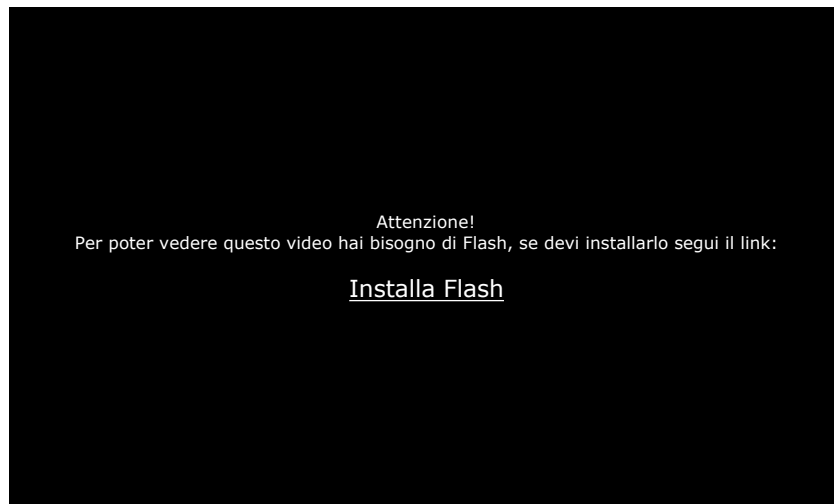 Attenzione!
Per poter vedere questo video hai bisogno di Flash, se devi installarlo segui il link:
Installa Flash